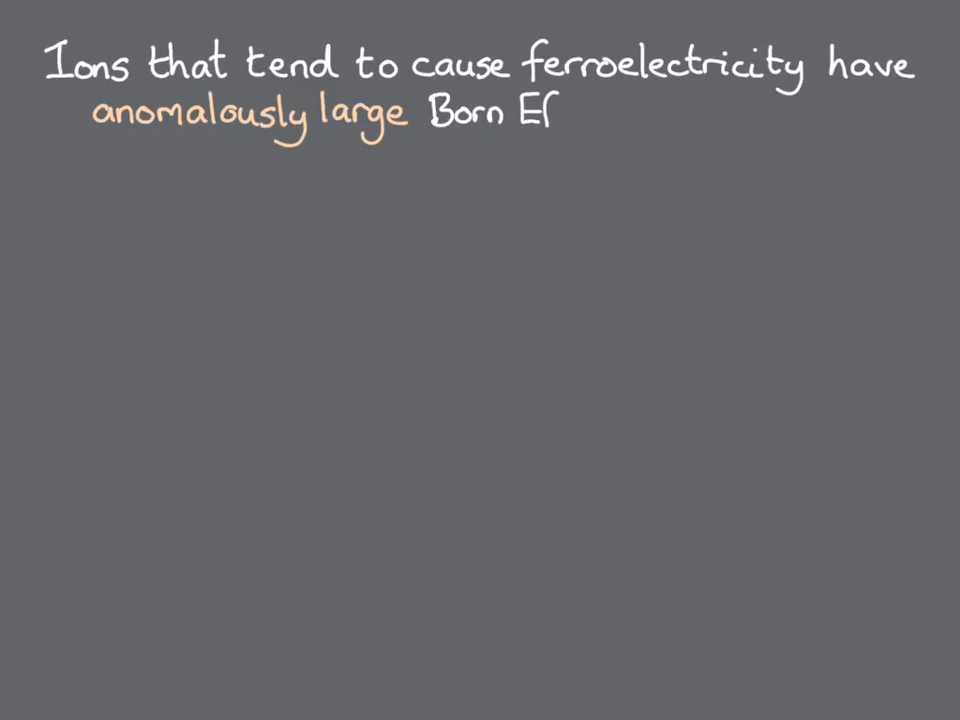 Ions that tend to cause ferroelectricity have
anomalously large Born Ef